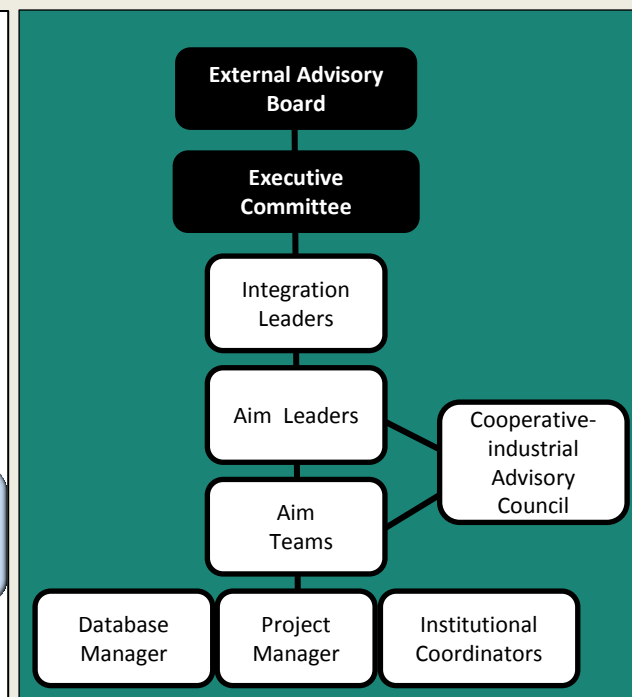 External Advisory
Board
Executive
Committee
Integration
Leaders
Aim Leaders
Cooperative-
industrial
Advisory
Council
Aim
Teams
Database
Manager
Project
Manager
Institutional
Coordinators